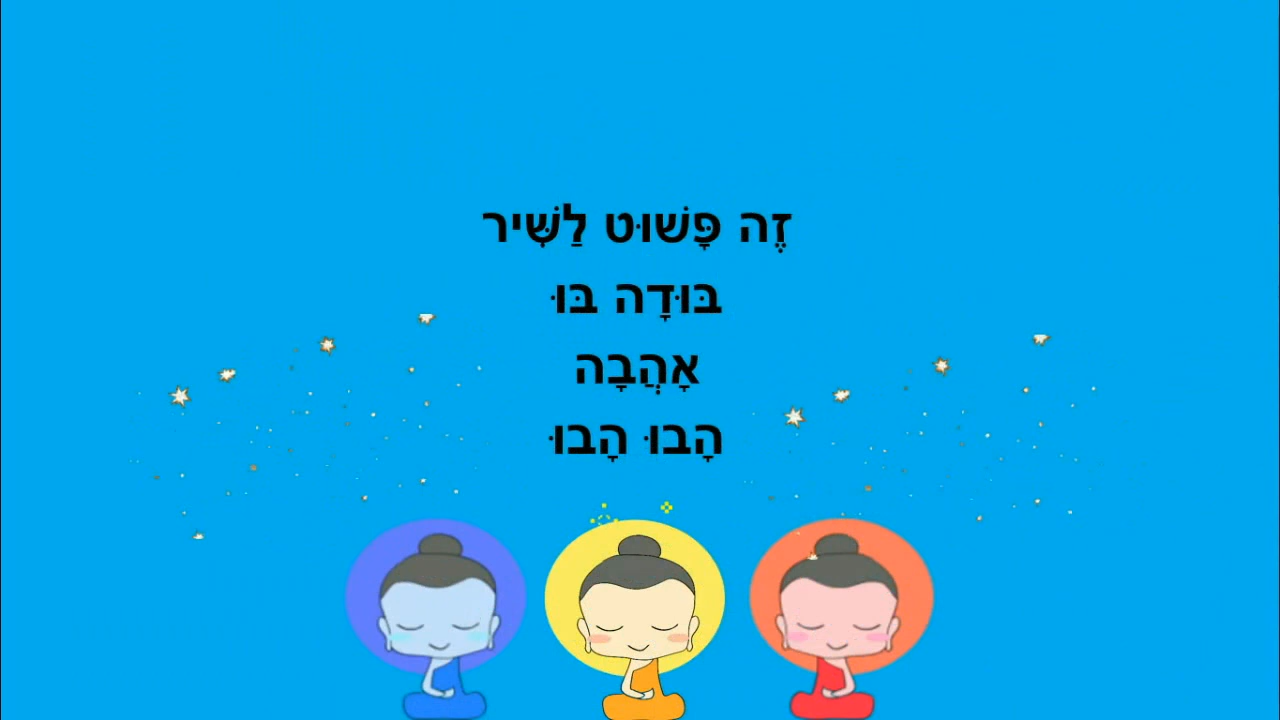 זֶה פָּשׁוּט לַשִּׁיר
בּוּדָה בּוּ
אָהֲבָה
הָבוּ הָבוּ